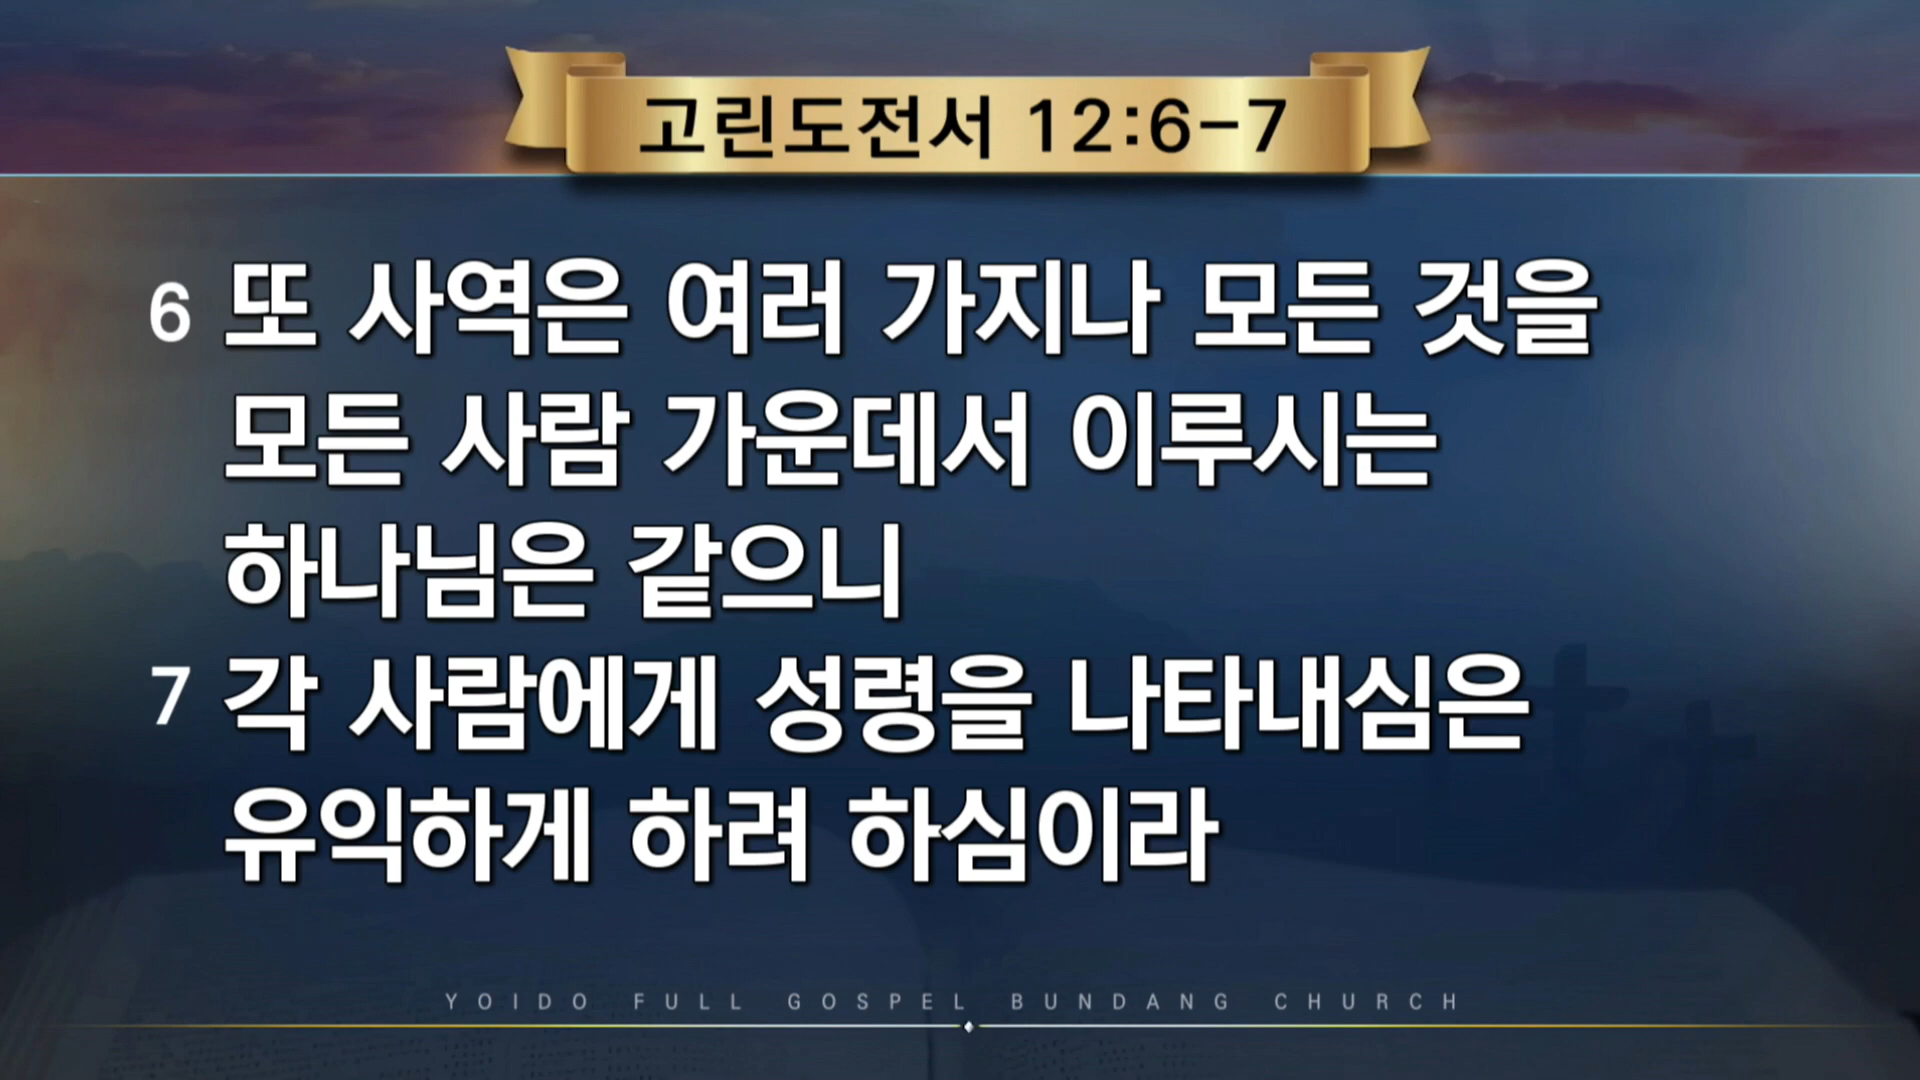 고린도전서 12:6-7
6 또 사역은 여러 가지나 모든 것을
모든 사람 가운데서 이루시는
하나님은 같으니
7 각 사람에게 성령을 나타내심은
유익하게 하려 하심이라
YOIDO FULL GOSPEL BUNDANG CHURCH